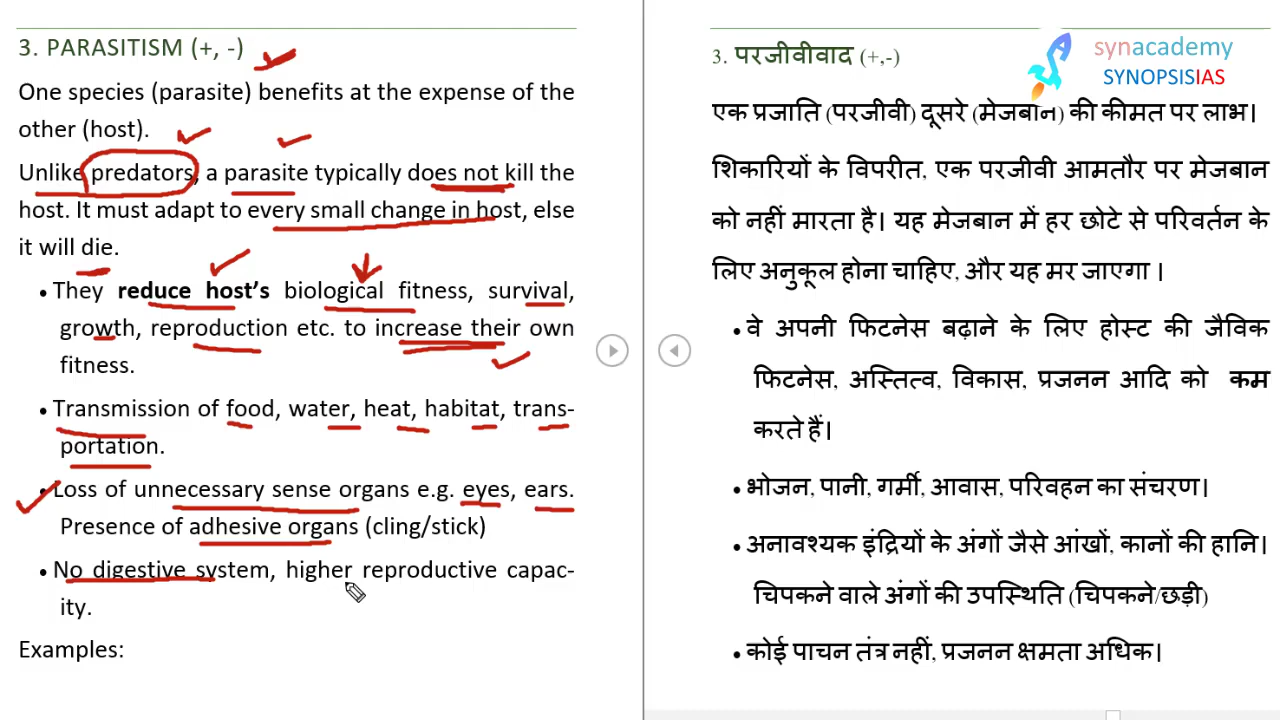 3. PARASITISM (+, -)
One species (parasite) benefits at the expense of the
other (host).
Unlike predators, a parasite typically does not kill the
host. It must adapt to every small change in host, else
it will die.
• They reduce host's biological fitness, survival,
growth, reproduction etc. to increase their own
fitness.
• Transmission of food, water, heat, habitat, trans-
portation.
• Loss of unnecessary sense organs e.g. eyes, ears.
Presence of adhesive organs (cling/stick)
• No digestive system, higher reproductive capac-
ity.
Examples:
synacademy
SYNOPSISIAS
3. परजीवीवाद (+,-)
एक प्रजाति (परजीवी) दूसरे (मेजबान) की कीमत पर लाभ।
शिकारियों के विपरीत, एक परजीवी आमतौर पर मेजबान
को नहीं मारता है। यह मेजबान में हर छोटे से परिवर्तन के
लिए अनुकूल होना चाहिए, और यह मर जाएगा ।
• वे अपनी फिटनेस बढ़ाने के लिए होस्ट की जैविक
फिटनेस, अस्तित्व, विकास, प्रजनन आदि को कम
करते हैं।
• भोजन, पानी, गर्मी, आवास, परिवहन का संचरण।
• अनावश्यक इंद्रियों के अंगों जैसे आंखों, कानों की हानि।
चिपकने वाले अंगों की उपस्थिति (चिपकने/छड़ी)
• कोई पाचन तंत्र नहीं, प्रजनन क्षमता अधिक।